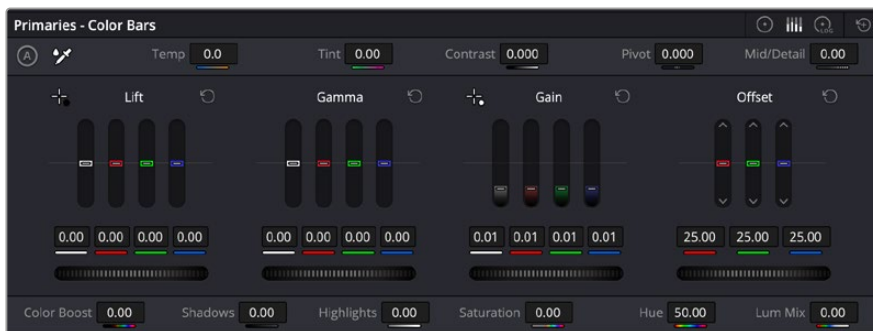 Primaries - Color Bars
LOG
A Temp 0.0 Tint 0.00 Contrast 0.000 Pivot 0.000 Mid/Detail 0.00
Lift Gamma Gain Offset
0.00 0.00 0.00 0.00 0.00 0.00 0.00 0.00 0.01 0.01 0.01 0.01 25.00 25.00 25.00
Color Boost 0.00 Shadows 0.00 Highlights 0.00 Saturation 0.00 Hue 50.00 Lum Mix 0.00